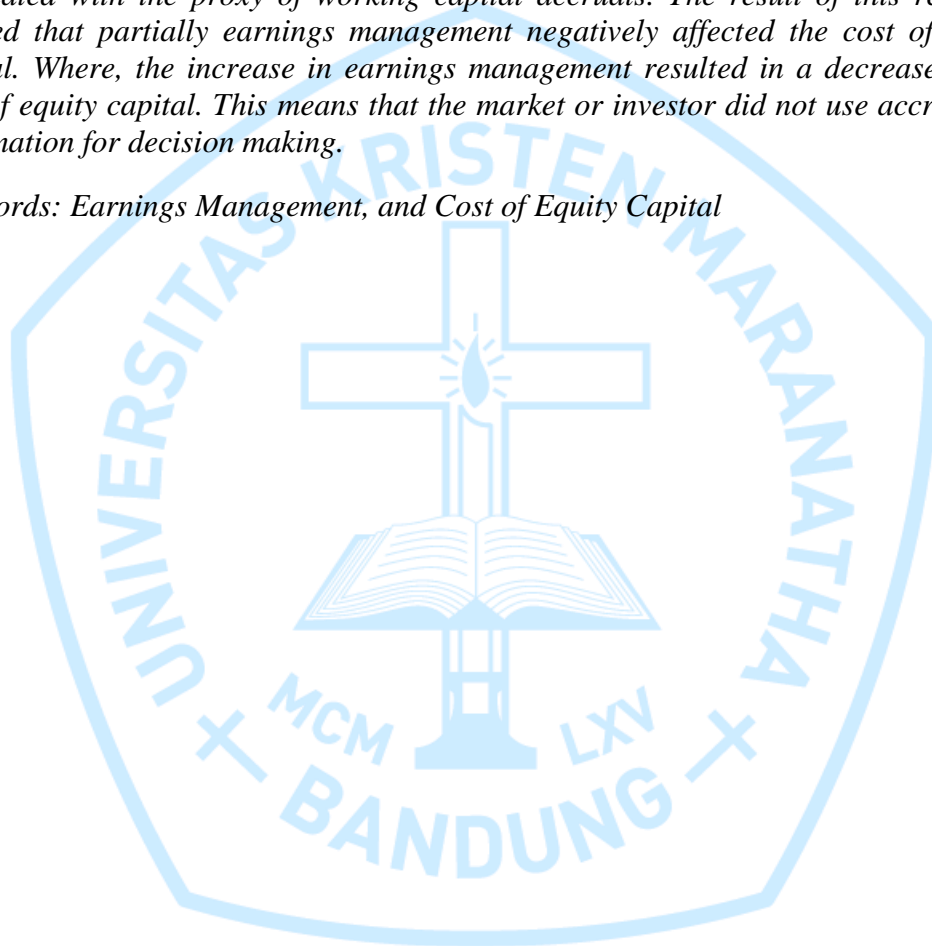 ated with the proxy of working capital accruals. The result of this re
ed that partially earnings management negatively affected the cost of
al. Where, the increase in earnings management resulted in a decrease
f equity capital. This means that the market or investor did not use accr
nation for decision making.
ords: Earnings Management, and Cost of Equity Capital
UNIVERSITAS KRISTEN MARANATHA
MCM LXV
BANDUNG